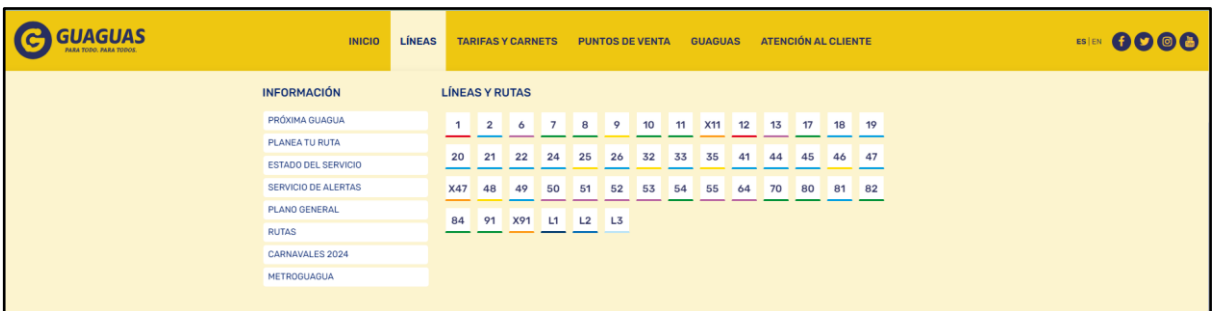 GUAGUAS
PARA TODO. PARA TODOS.
INICIO LÍNEAS TARIFAS Y CARNETS PUNTOS DE VENTA GUAGUAS ATENCIÓN AL CLIENTE
ES | EN
INFORMACIÓN
PRÓXIMA GUAGUA
PLANEA TU RUTA
ESTADO DEL SERVICIO
SERVICIO DE ALERTAS
PLANO GENERAL
RUTAS
CARNAVALES 2024
METROGUAGUA
LÍNEAS Y RUTAS
1 2 6 7 8 9 10 11 X11 12 13 17 18 19
20 21 22 24 25 26 32 33 35 41 44 45 46 47
X47 48 49 50 51 52 53 54 55 64 70 80 81 82
84 91 X91 L1 L2 L3